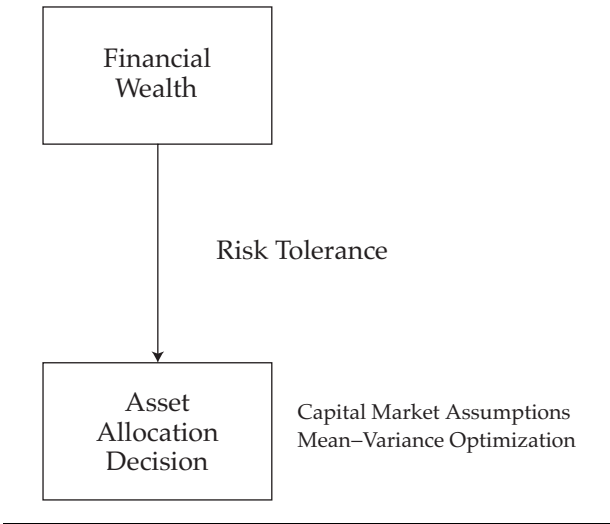 Financial
Wealth
Risk Tolerance
Asset
Allocation
Decision
Capital Market Assumptions
Mean–Variance Optimization